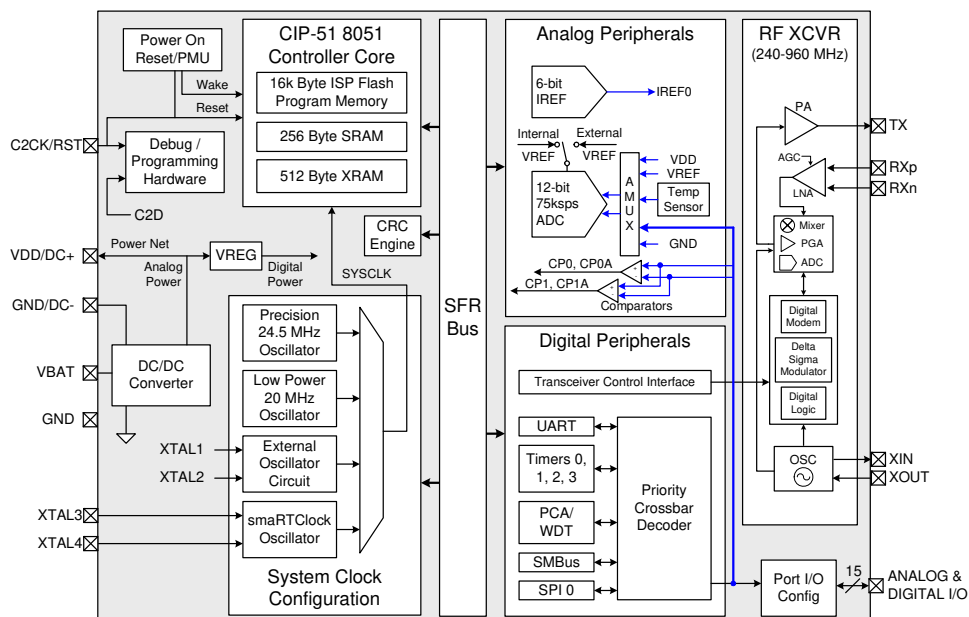 Power On
Reset/PMU
Wake
Reset
C2CK/RST
Debug /
Programming
Hardware
C2D
CIP-51 8051
Controller Core
16k Byte ISP Flash
Program Memory
256 Byte SRAM
512 Byte XRAM
VDD/DC+
Power Net
Analog
Power
VREG
Digital
Power
SYSCLK
CRC
Engine
GND/DC-
VBAT
GND
DC/DC
Converter
Precision
24.5 MHz
Oscillator
Low Power
20 MHz
Oscillator
XTAL1
XTAL2
External
Oscillator
Circuit
XTAL3
XTAL4
smaRTClock
Oscillator
System Clock
Configuration
SFR
Bus
Analog Peripherals
6-bit
IREF
IREF0
Internal
VREF
External
VREF
12-bit
75ksps
ADC
A
M
U
X
VDD
VREF
Temp
Sensor
GND
CP0, CP0A
CP1, CP1A
+
-
+
-
Comparators
Digital Peripherals
Transceiver Control Interface
UART
Timers 0,
1, 2, 3
PCA/
WDT
SMBus
SPI 0
Priority
Crossbar
Decoder
RF XCVR
(240-960 MHz)
PA
TX
AGC
LNA
RXp
RXn
Mixer
PGA
ADC
Digital
Modem
Delta
Sigma
Modulator
Digital
Logic
OSC
XIN
XOUT
Port I/O
Config
15
ANALOG &
DIGITAL I/O